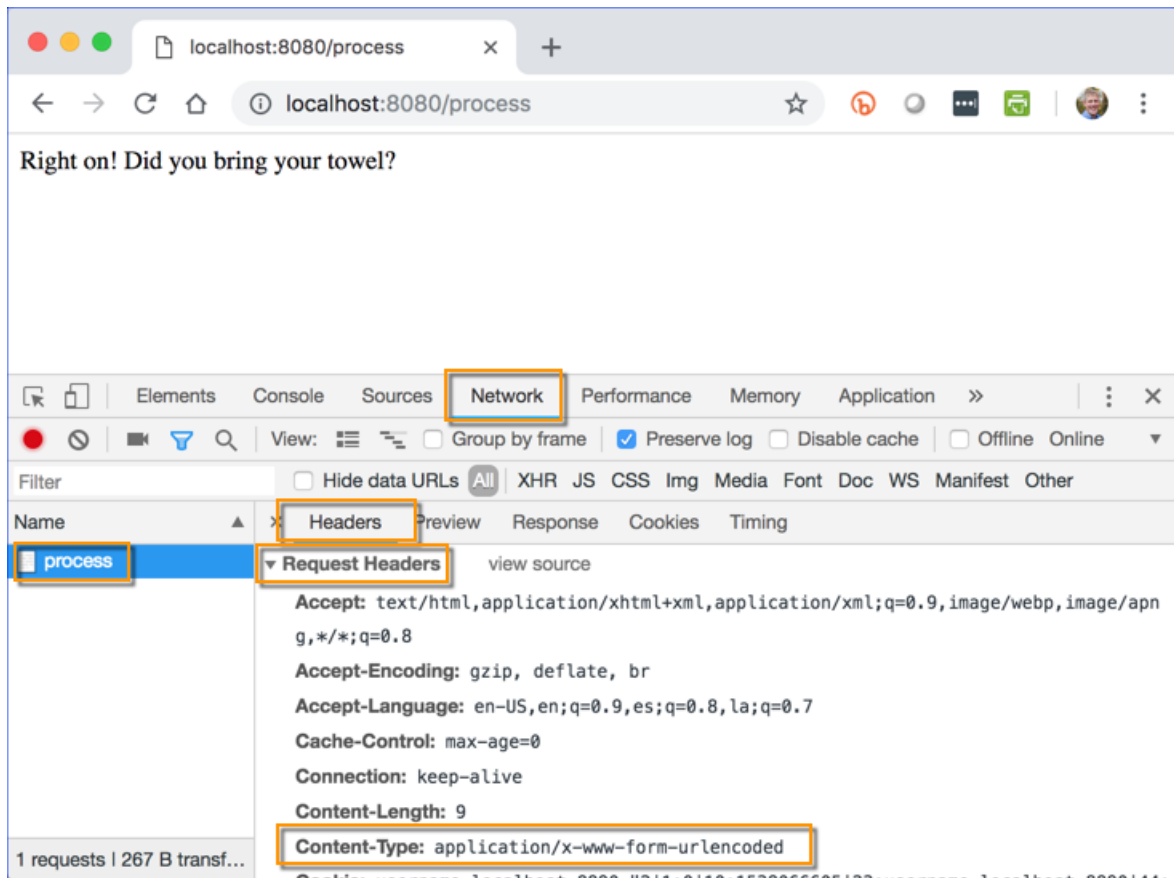 localhost:8080/process
localhost:8080/process
Right on! Did you bring your towel?
Elements Console Sources Network Performance Memory Application
View: Group by frame Preserve log Disable cache Offline Online
Filter Hide data URLs All XHR JS CSS Img Media Font Doc WS Manifest Other
Name Headers Preview Response Cookies Timing
process Request Headers view source
Accept: text/html,application/xhtml+xml,application/xml;q=0.9,image/webp,image/apn
g,*/*;q=0.8
Accept-Encoding: gzip, deflate, br
Accept-Language: en-US,en;q=0.9,es;q=0.8,la;q=0.7
Cache-Control: max-age=0
Connection: keep-alive
Content-Length: 9
Content-Type: application/x-www-form-urlencoded
1 requests | 267 B transf...